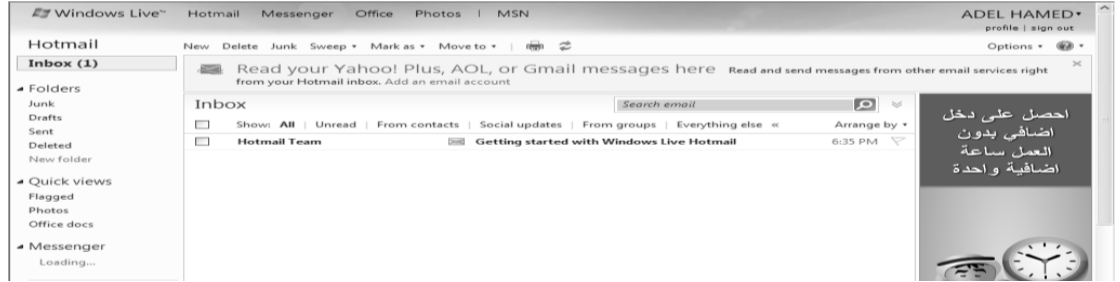 Windows Live™ Hotmail Messenger Office Photos | MSN ADEL HAMED
profile | sign out
Hotmail
New Delete Junk Sweep Mark as Move to | Options
Inbox (1)
Read your Yahoo! Plus, AOL, or Gmail messages here Read and send messages from other email services right
from your Hotmail inbox. Add an email account
Folders
Junk
Drafts
Sent
Deleted
New folder
Quick views
Flagged
Photos
Office docs
Messenger
Loading...
Inbox Search email
Show: All | Unread | From contacts | Social updates | From groups | Everything else « Arrange by
Hotmail Team Getting started with Windows Live Hotmail 6:35 PM
احصل على دخل
اضافي بدون
العمل ساعة
اضافية واحدة